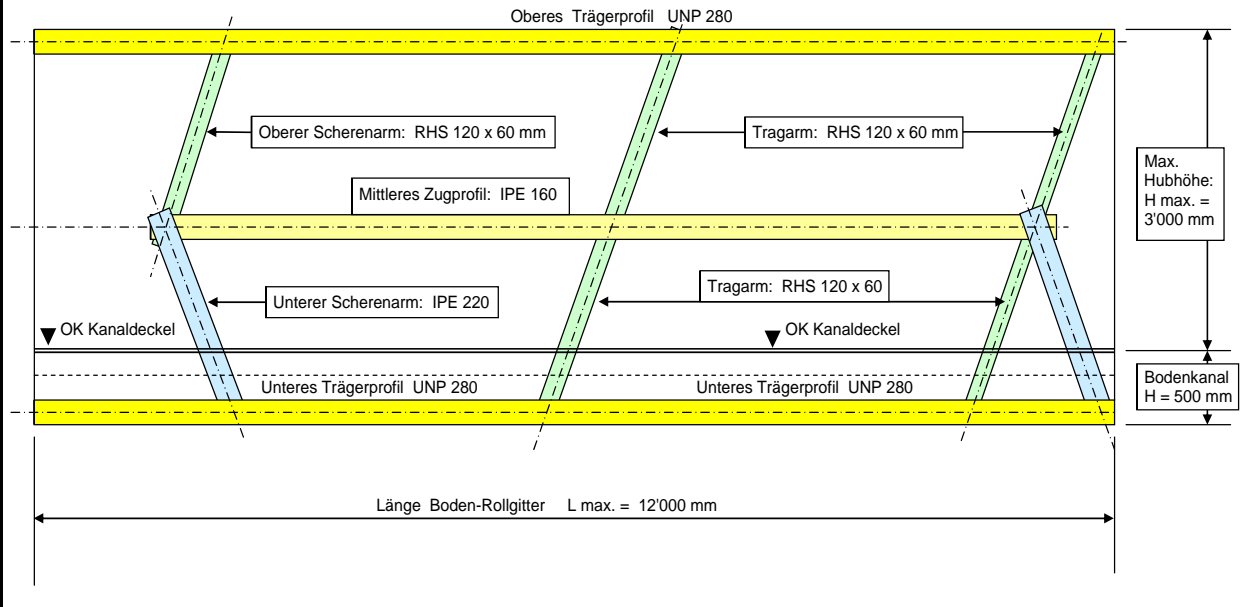 Oberes Trägerprofil UNP 280
Oberer Scherenarm: RHS 120 x 60 mm
Tragarm: RHS 120 x 60 mm
Max.
Hubhöhe:
H max. =
3'000 mm
Mittleres Zugprofil: IPE 160
Unterer Scherenarm: IPE 220
Tragarm: RHS 120 x 60
OK Kanaldeckel
OK Kanaldeckel
Unteres Trägerprofil UNP 280
Unteres Trägerprofil UNP 280
Bodenkanal
H = 500 mm
Länge Boden-Rollgitter L max. = 12'000 mm